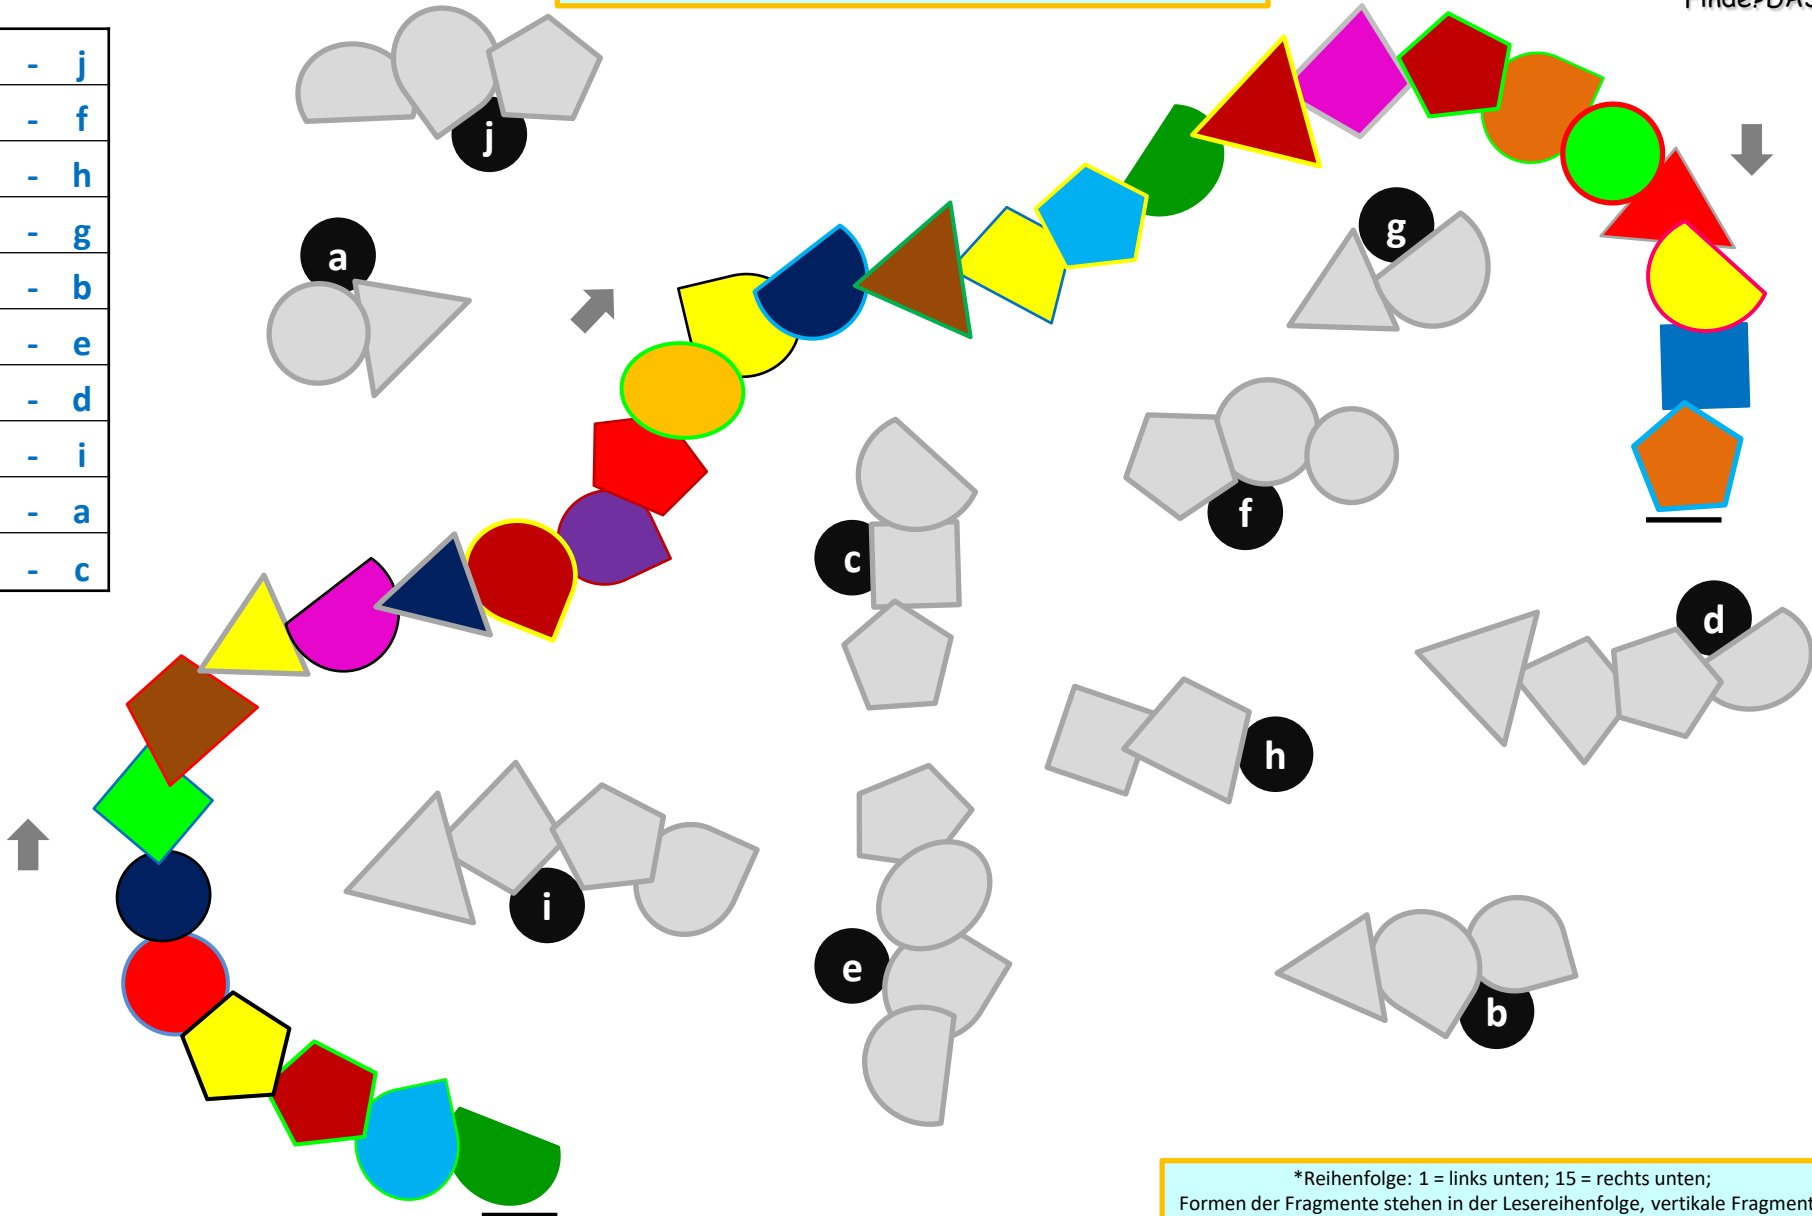 - j
- f
- h
- g
- b
- e
- d
- i
- a
- c
j
a
g
f
c
d
h
i
e
b
*Reihenfolge: 1 = links unten; 15 = rechts unten;
Formen der Fragmente stehen in der Lesereihenfolge, vertikale Fragment